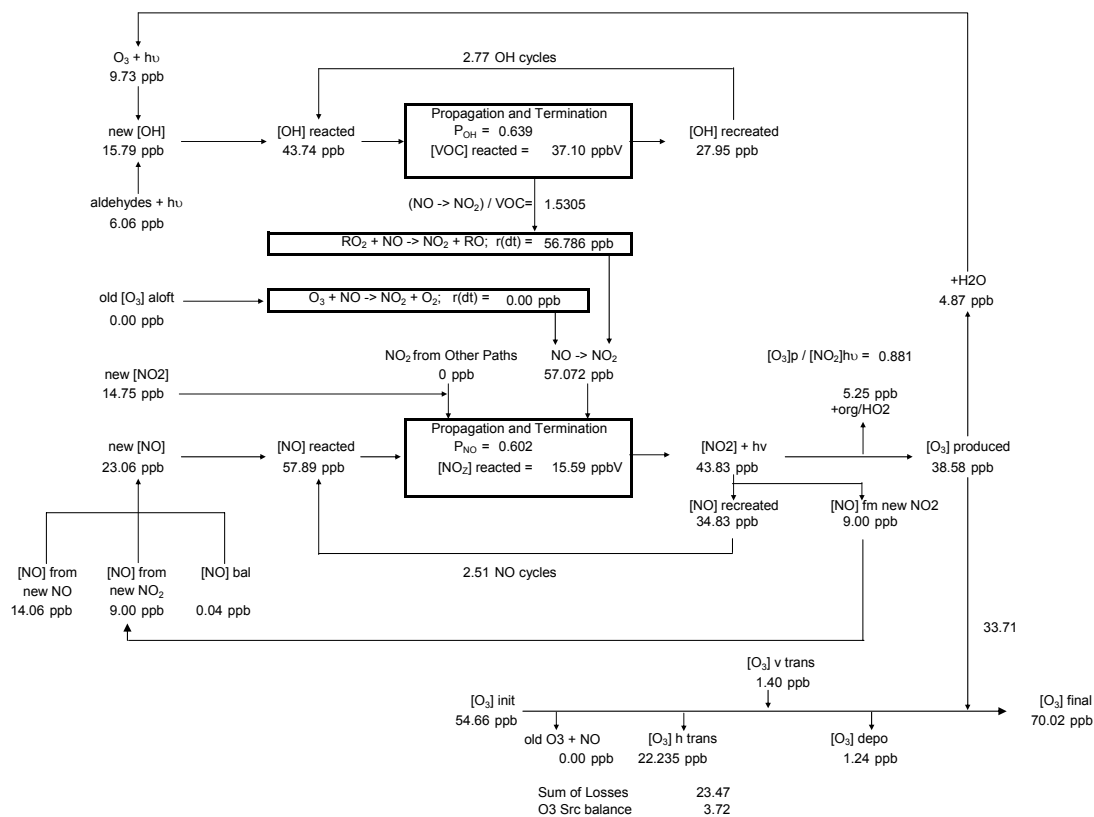 O₃ + hυ
9.73 ppb
2.77 OH cycles
new [OH]
15.79 ppb
[OH] reacted
43.74 ppb
Propagation and Termination
P_OH = 0.639
[VOC] reacted = 37.10 ppbV
[OH] recreated
27.95 ppb
aldehydes + hυ
6.06 ppb
(NO -> NO₂) / VOC= 1.5305
RO₂ + NO -> NO₂ + RO; r(dt) = 56.786 ppb
old [O₃] aloft
0.00 ppb
O₃ + NO -> NO₂ + O₂; r(dt) = 0.00 ppb
+H2O
4.87 ppb
NO₂ from Other Paths
0 ppb
NO -> NO₂
57.072 ppb
[O₃]p / [NO₂]hυ = 0.881
new [NO2]
14.75 ppb
5.25 ppb
+org/HO2
new [NO]
23.06 ppb
[NO] reacted
57.89 ppb
Propagation and Termination
P_NO = 0.602
[NO_Z] reacted = 15.59 ppbV
[NO2] + hv
43.83 ppb
[O₃] produced
38.58 ppb
[NO] recreated
34.83 ppb
[NO] fm new NO2
9.00 ppb
2.51 NO cycles
[NO] from
new NO
14.06 ppb
[NO] from
new NO₂
9.00 ppb
[NO] bal
0.04 ppb
33.71
[O₃] v trans
1.40 ppb
[O₃] init
54.66 ppb
[O₃] final
70.02 ppb
old O3 + NO
0.00 ppb
[O₃] h trans
22.235 ppb
[O₃] depo
1.24 ppb
Sum of Losses 23.47
O3 Src balance 3.72